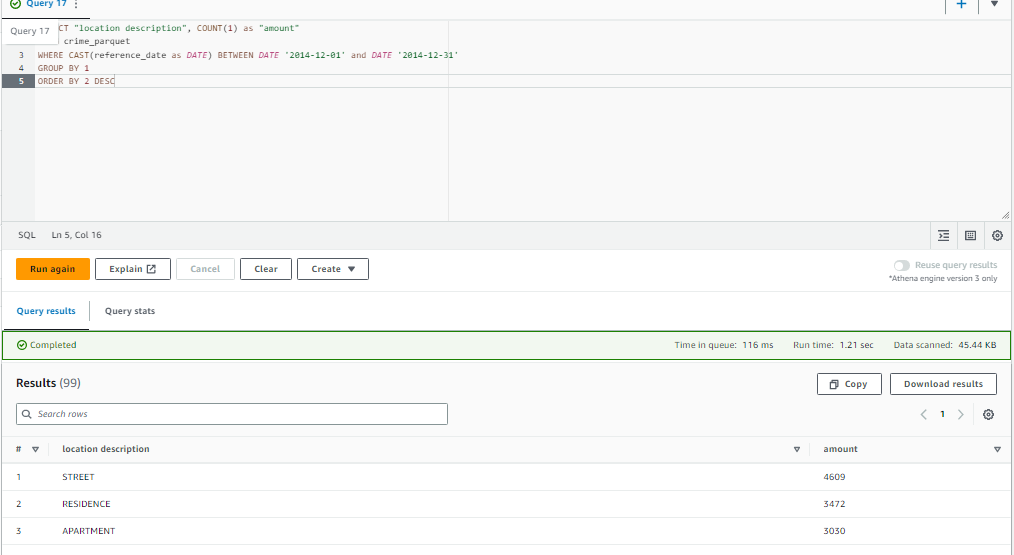 Query 17
Query 17
CT "location description", COUNT(1) as "amount"
crime_parquet
3 WHERE CAST(reference_date as DATE) BETWEEN DATE '2014-12-01' and DATE '2014-12-31'
4 GROUP BY 1
5 ORDER BY 2 DESC
SQL Ln 5, Col 16
Run again Explain Cancel Clear Create
Reuse query results
*Athena engine version 3 only
Query results Query stats
Completed Time in queue: 116 ms Run time: 1.21 sec Data scanned: 45.44 KB
Results (99) Copy Download results
Search rows 1
# location description amount
1 STREET 4609
2 RESIDENCE 3472
3 APARTMENT 3030